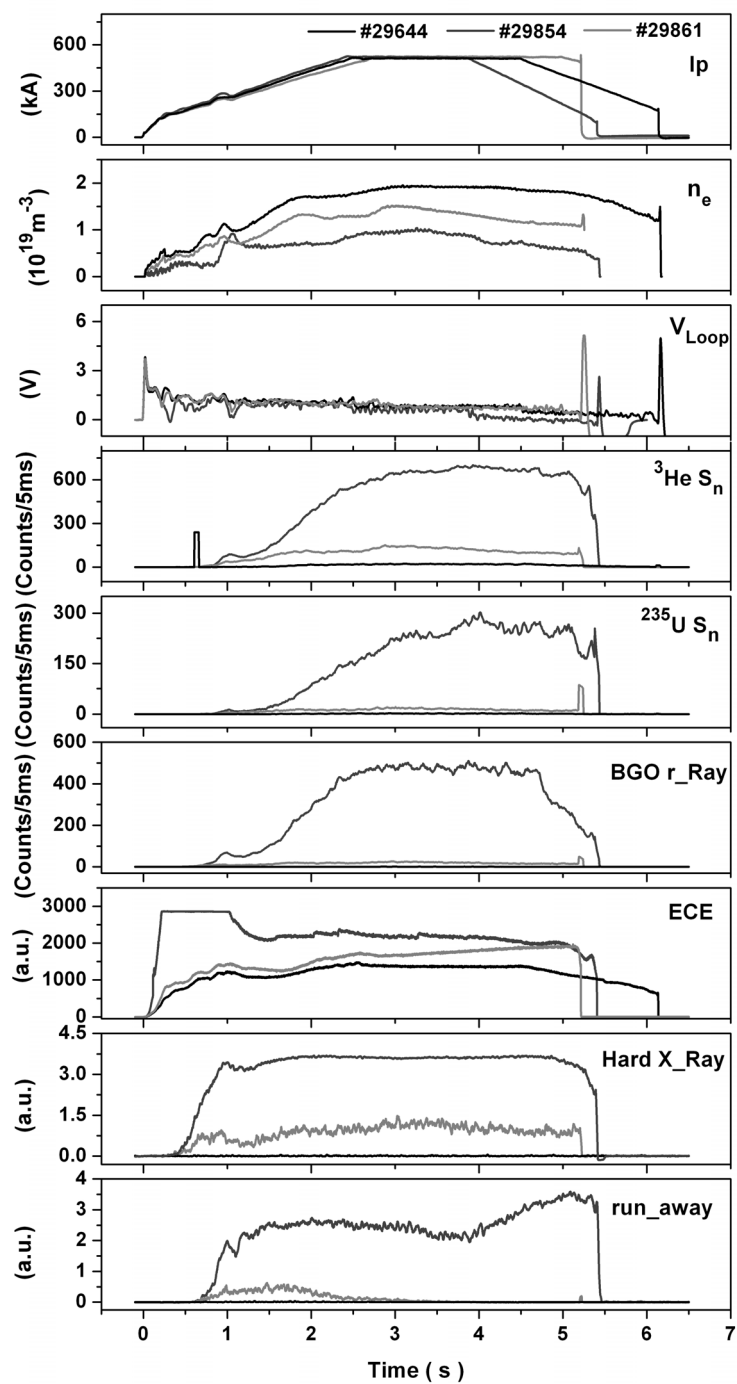 #29644 #29854 #29861
Ip
(kA)
600
300
0
ne
(10^19 m^-3)
2
1
0
VLoop
(V)
6
3
0
3He Sn
(Counts/5ms)
600
300
0
235U Sn
(Counts/5ms)
300
150
0
BGO r_Ray
(Counts/5ms)
600
400
200
0
ECE
(a.u.)
3000
2000
1000
0
Hard X_Ray
(a.u.)
4.5
3.0
1.5
0.0
run_away
(a.u.)
4
3
2
1
0
0 1 2 3 4 5 6 7
Time ( s )